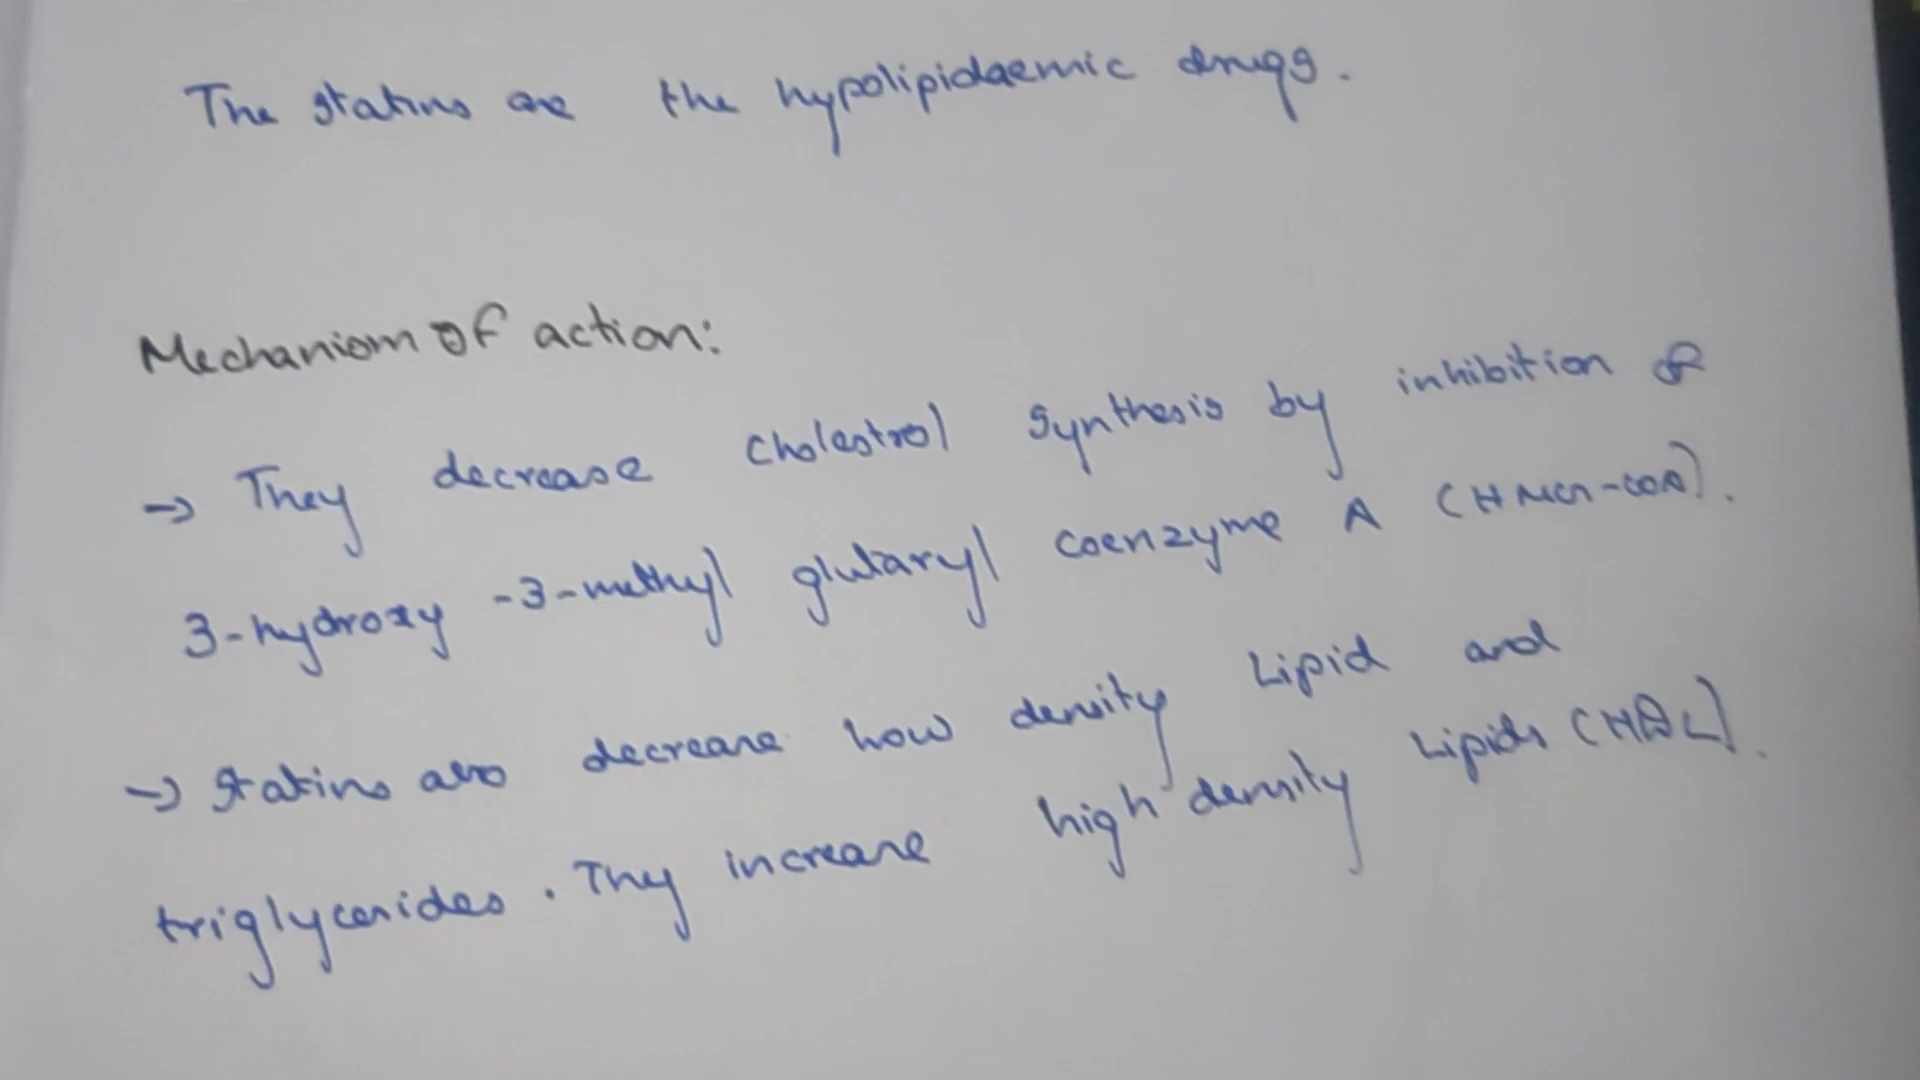 The statins are the hypolipidaemic drugs.
Mechanism of action:
→ They decrease cholestrol synthesis by inhibition of
3-hydroxy -3-methyl glutaryl coenzyme A (HMG-COA).
→ Statins also decrease low density Lipid and
triglycerides. They increase high density Lipids (HDL).